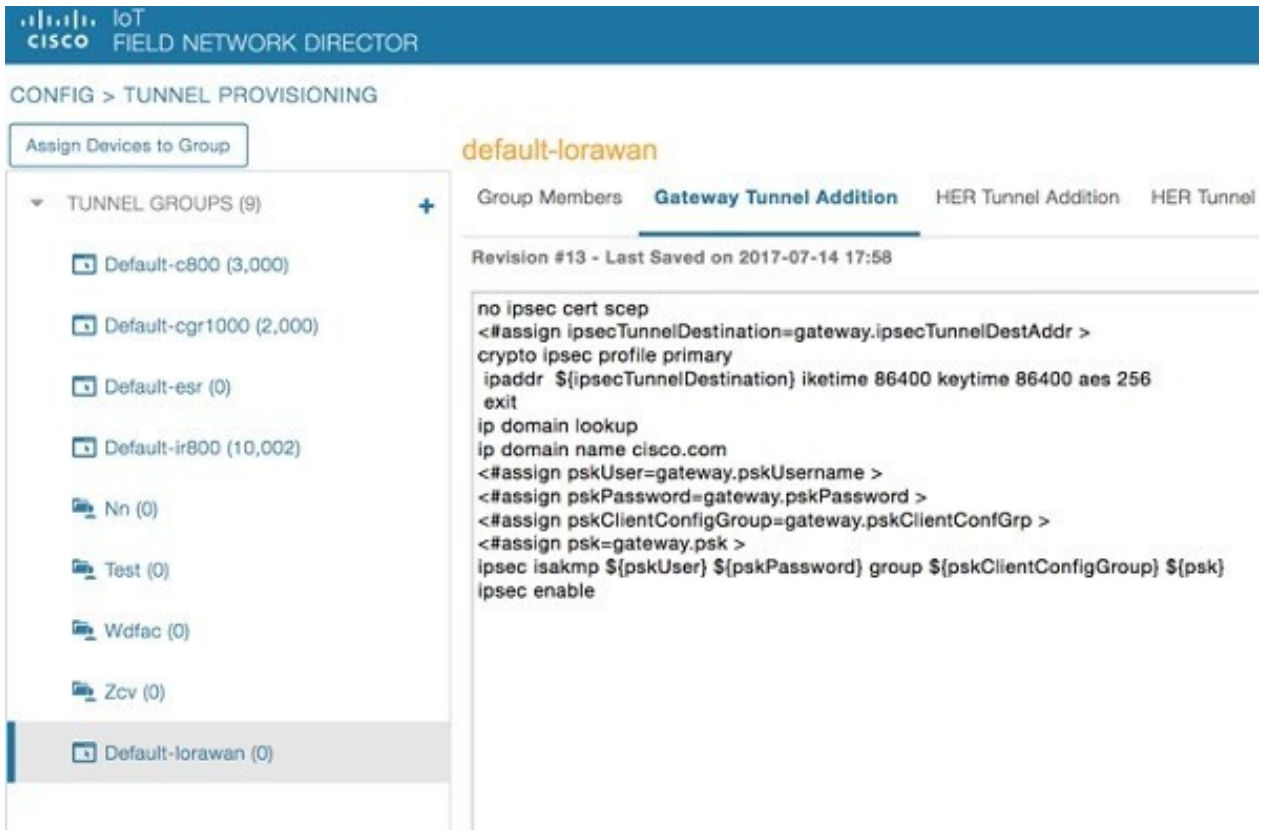 IoT
CISCO FIELD NETWORK DIRECTOR
CONFIG > TUNNEL PROVISIONING
Assign Devices to Group
TUNNEL GROUPS (9)
+
Default-c800 (3,000)
Default-cgr1000 (2,000)
Default-esr (0)
Default-ir800 (10,002)
Nn (0)
Test (0)
Wdfac (0)
Zcv (0)
Default-lorawan (0)
default-lorawan
Group Members Gateway Tunnel Addition HER Tunnel Addition HER Tunnel
Revision #13 - Last Saved on 2017-07-14 17:58
no ipsec cert scep
<#assign ipsecTunnelDestination=gateway.ipsecTunnelDestAddr >
crypto ipsec profile primary
ipaddr ${ipsecTunnelDestination} iketime 86400 keytime 86400 aes 256
exit
ip domain lookup
ip domain name cisco.com
<#assign pskUser=gateway.pskUsername >
<#assign pskPassword=gateway.pskPassword >
<#assign pskClientConfigGroup=gateway.pskClientConfGrp >
<#assign psk=gateway.psk >
ipsec isakmp ${pskUser} ${pskPassword} group ${pskClientConfigGroup} ${psk}
ipsec enable